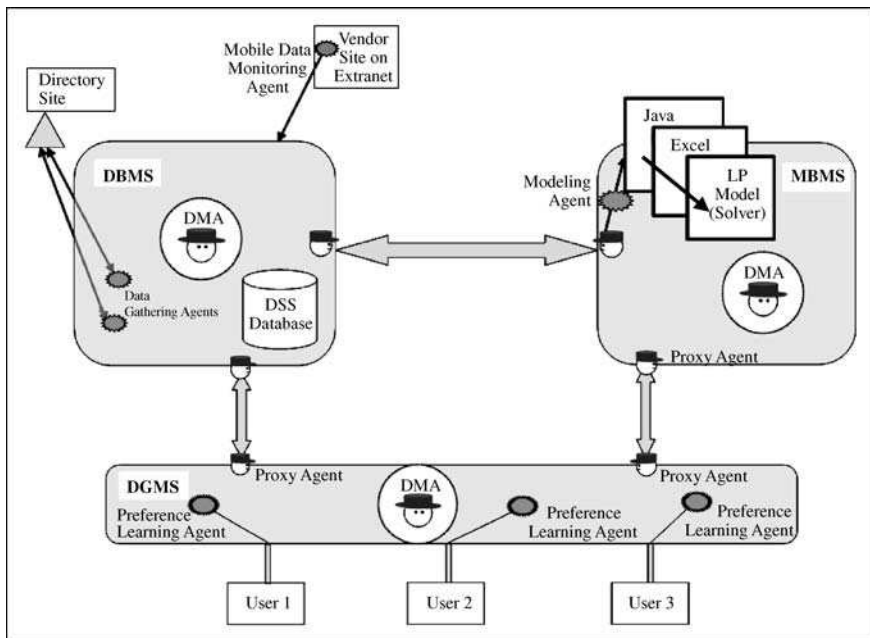 Directory
Site
Mobile Data
Monitoring
Agent
Vendor
Site on
Extranet
DBMS
DMA
Data
Gathering Agents
DSS
Database
Modeling
Agent
Java
Excel
LP
Model
(Solver)
MBMS
DMA
Proxy Agent
Proxy Agent
Proxy Agent
DGMS
DMA
Preference
Learning Agent
Preference
Learning Agent
Preference
Learning Agent
User 1
User 2
User 3